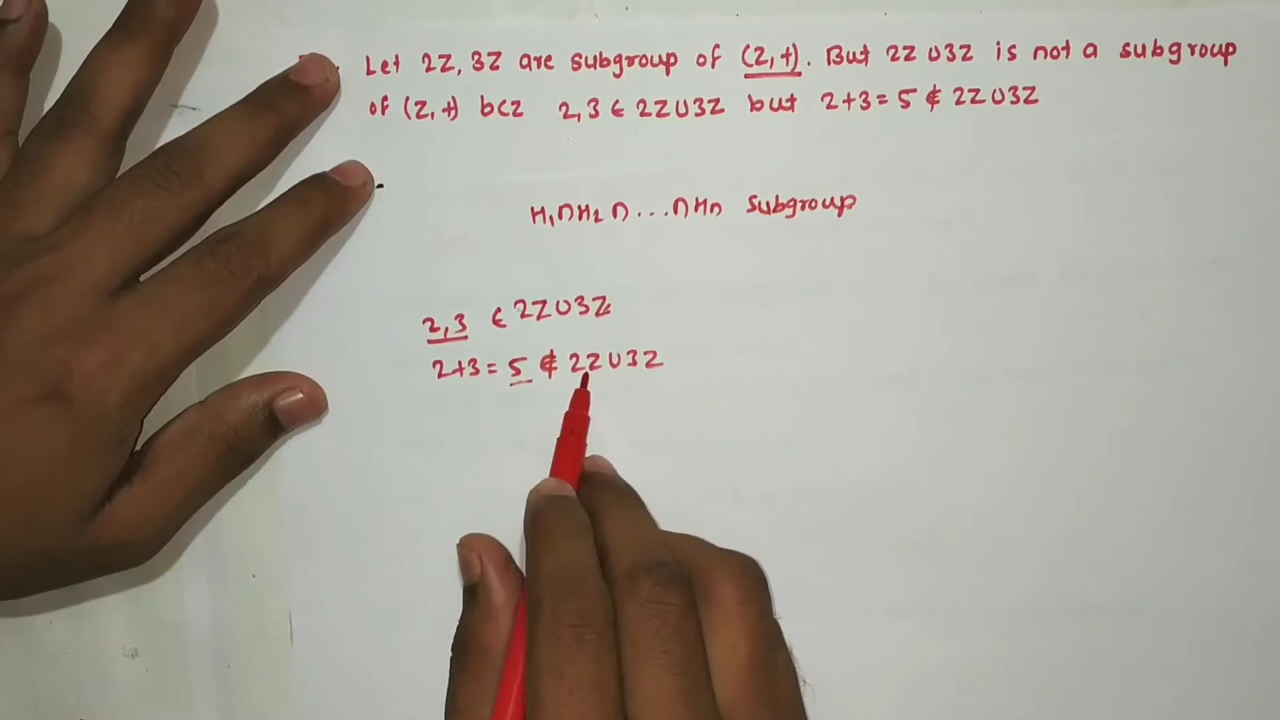 Let 2Z, 3Z are subgroup of (Z,+). But 2Z ∪ 3Z is not a subgroup
of (Z,+) bcz 2,3 ∈ 2Z∪3Z but 2+3=5 ∉ 2Z∪3Z
H₁∩H₂∩...∩Hn subgroup
2,3 ∈ 2Z∪3Z
2+3=5 ∉ 2Z∪3Z